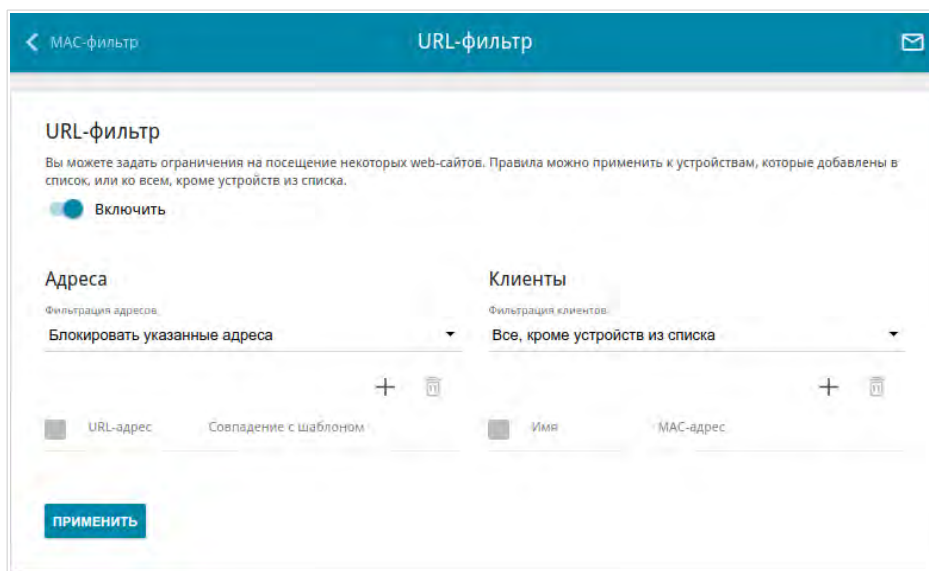 МАС-фильтр
URL-фильтр
URL-фильтр
Вы можете задать ограничения на посещение некоторых web-сайтов. Правила можно применить к устройствам, которые добавлены в
список, или ко всем, кроме устройств из списка.
Включить
Адреса
Фильтрация адресов
Блокировать указанные адреса
URL-адрес
Совпадение с шаблоном
Клиенты
Фильтрация клиентов
Все, кроме устройств из списка
Имя
МАС-адрес
ПРИМЕНИТЬ